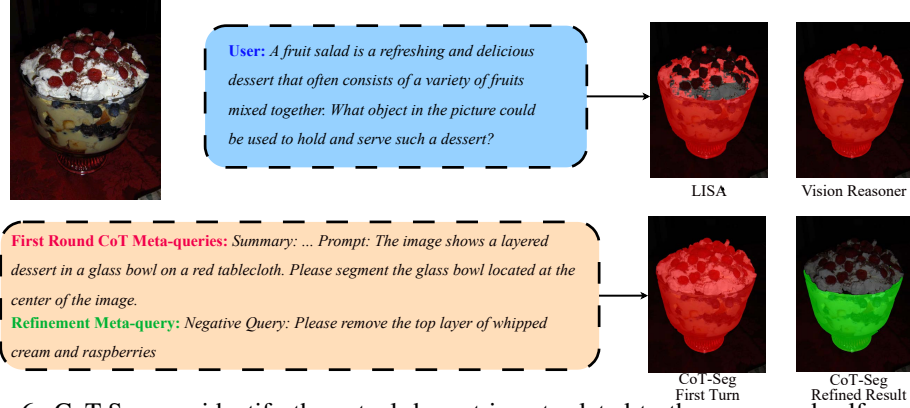 User: A fruit salad is a refreshing and delicious
dessert that often consists of a variety of fruits
mixed together. What object in the picture could
be used to hold and serve such a dessert?
LISA
Vision Reasoner
First Round CoT Meta-queries: Summary: ... Prompt: The image shows a layered
dessert in a glass bowl on a red tablecloth. Please segment the glass bowl located at the
center of the image.
Refinement Meta-query: Negative Query: Please remove the top layer of whipped
cream and raspberries
CoT-Seg
First Turn
CoT-Seg
Refined Result